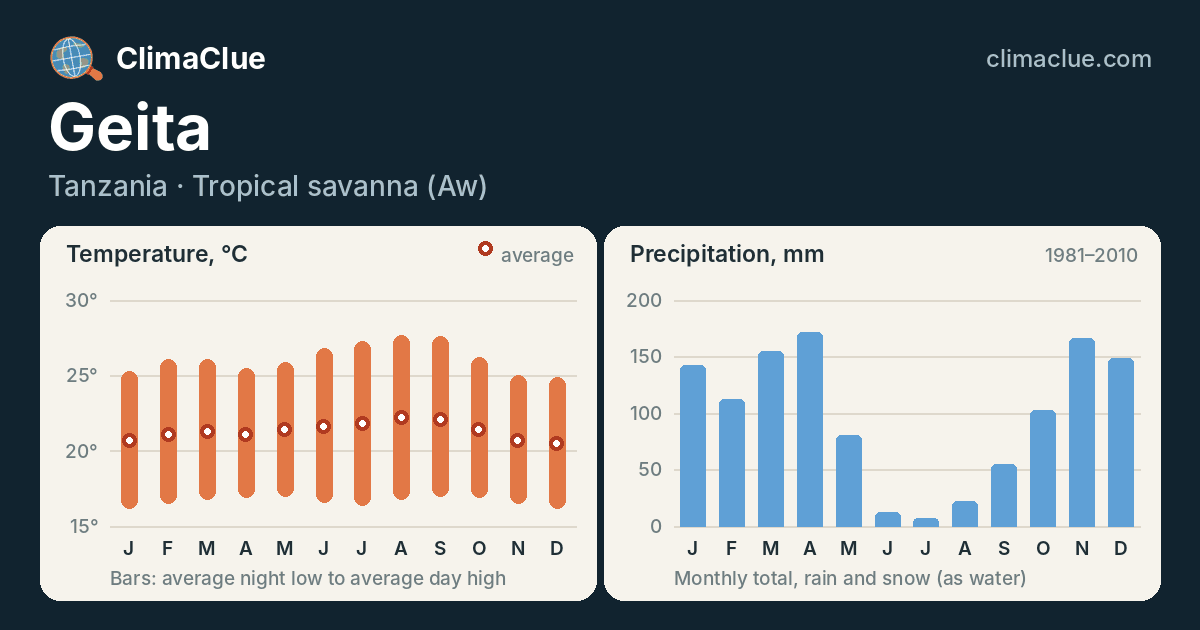 ClimaClue
climaclue.com
Geita
Tanzania · Tropical savanna (Aw)
Temperature, °C
average
30°
25°
20°
15°
J F M A M J J A S O N D
Bars: average night low to average day high
Precipitation, mm
1981–2010
200
150
100
50
0
J F M A M J J A S O N D
Monthly total, rain and snow (as water)